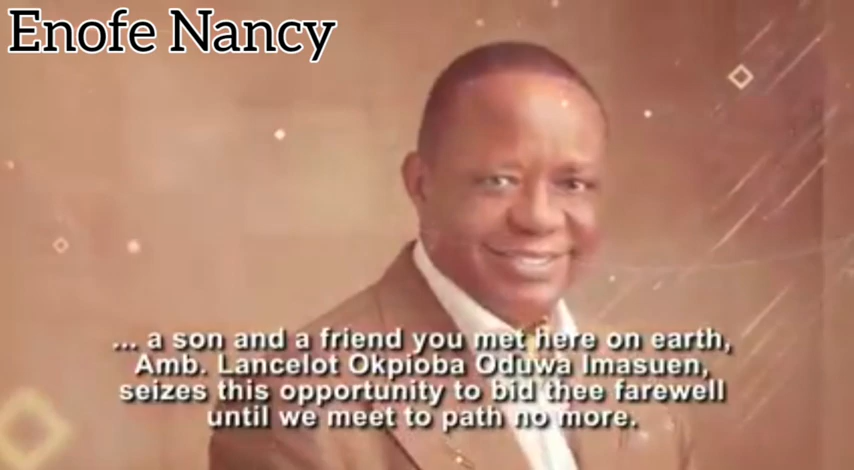 Enofe Nancy
... a son and a friend you met here on earth,
Amb. Lancelot Okpioba Oduwa Imasuen,
seizes this opportunity to bid thee farewell
until we meet to path no more.